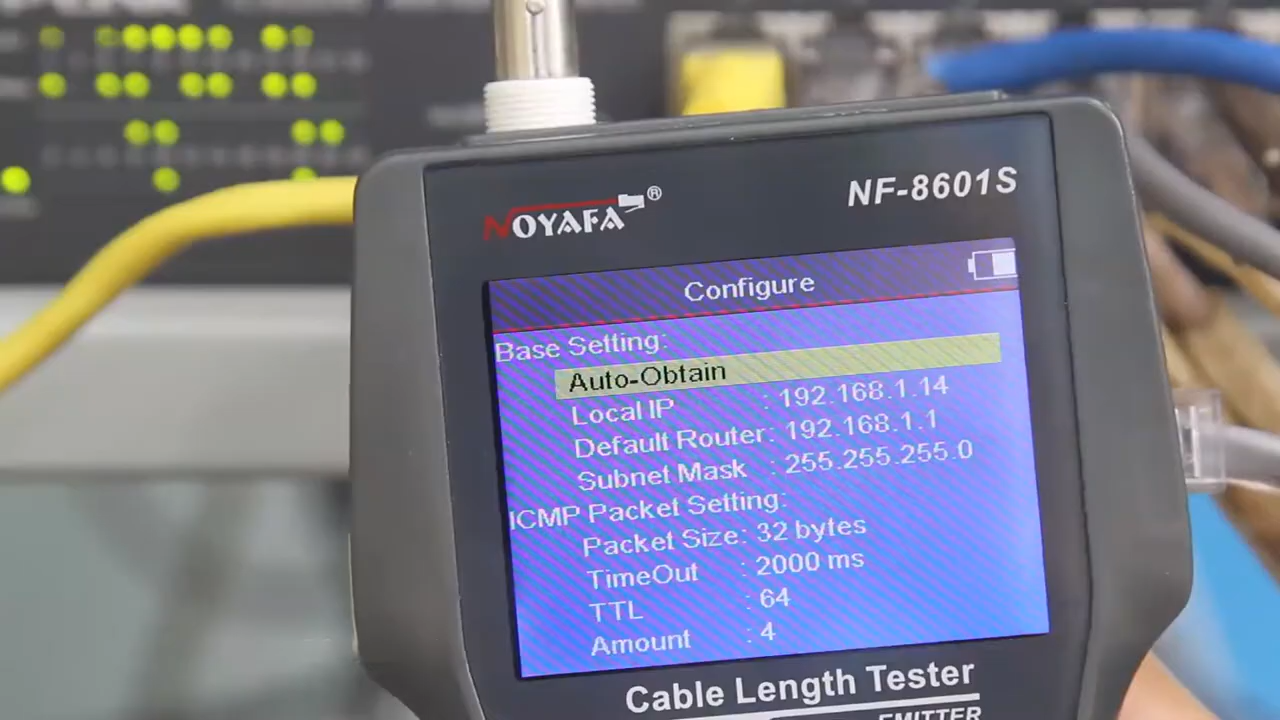 NOYAFA®
NF-8601S
Configure
Base Setting:
Auto-Obtain
Local IP : 192.168.1.14
Default Router: 192.168.1.1
Subnet Mask : 255.255.255.0
ICMP Packet Setting:
Packet Size: 32 bytes
TimeOut : 2000 ms
TTL : 64
Amount : 4
Cable Length Tester
EMITTER